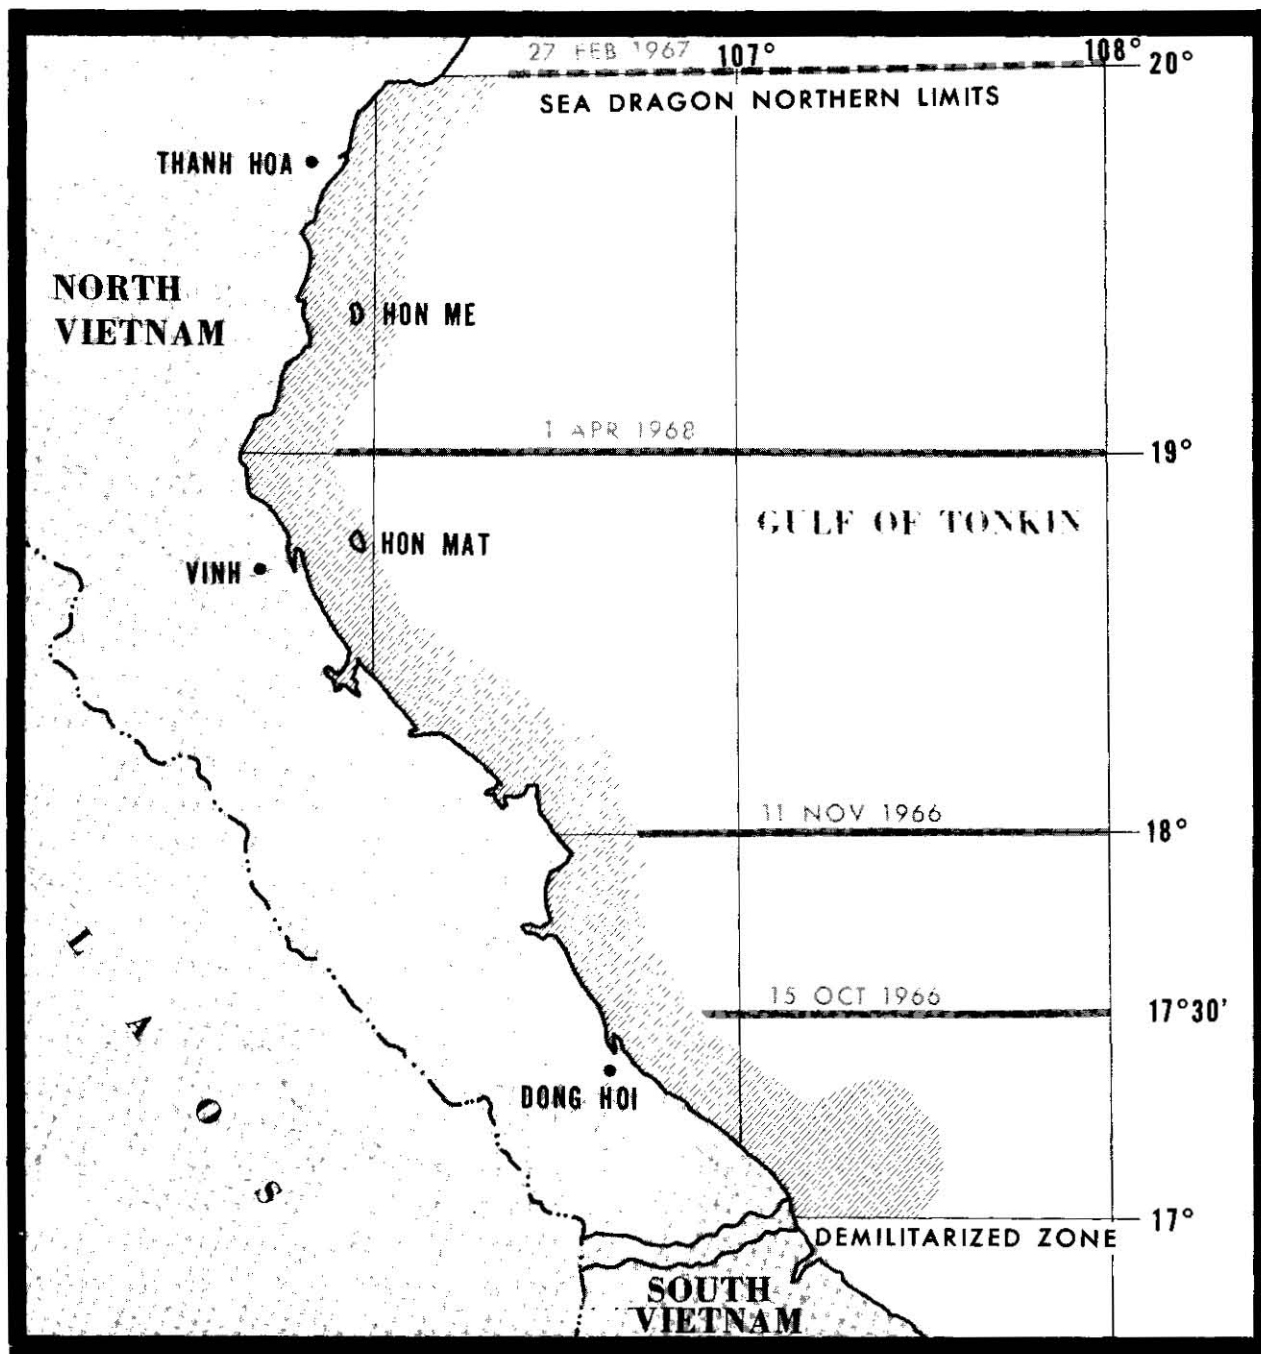 27 FEB 1967
107°
108°
20°
SEA DRAGON NORTHERN LIMITS
THANH HOA
NORTH
VIETNAM
HON ME
1 APR 1968
19°
GULF OF TONKIN
HON MAT
VINH
11 NOV 1966
18°
LAOS
15 OCT 1966
17°30'
DONG HOI
17°
DEMILITARIZED ZONE
SOUTH
VIETNAM